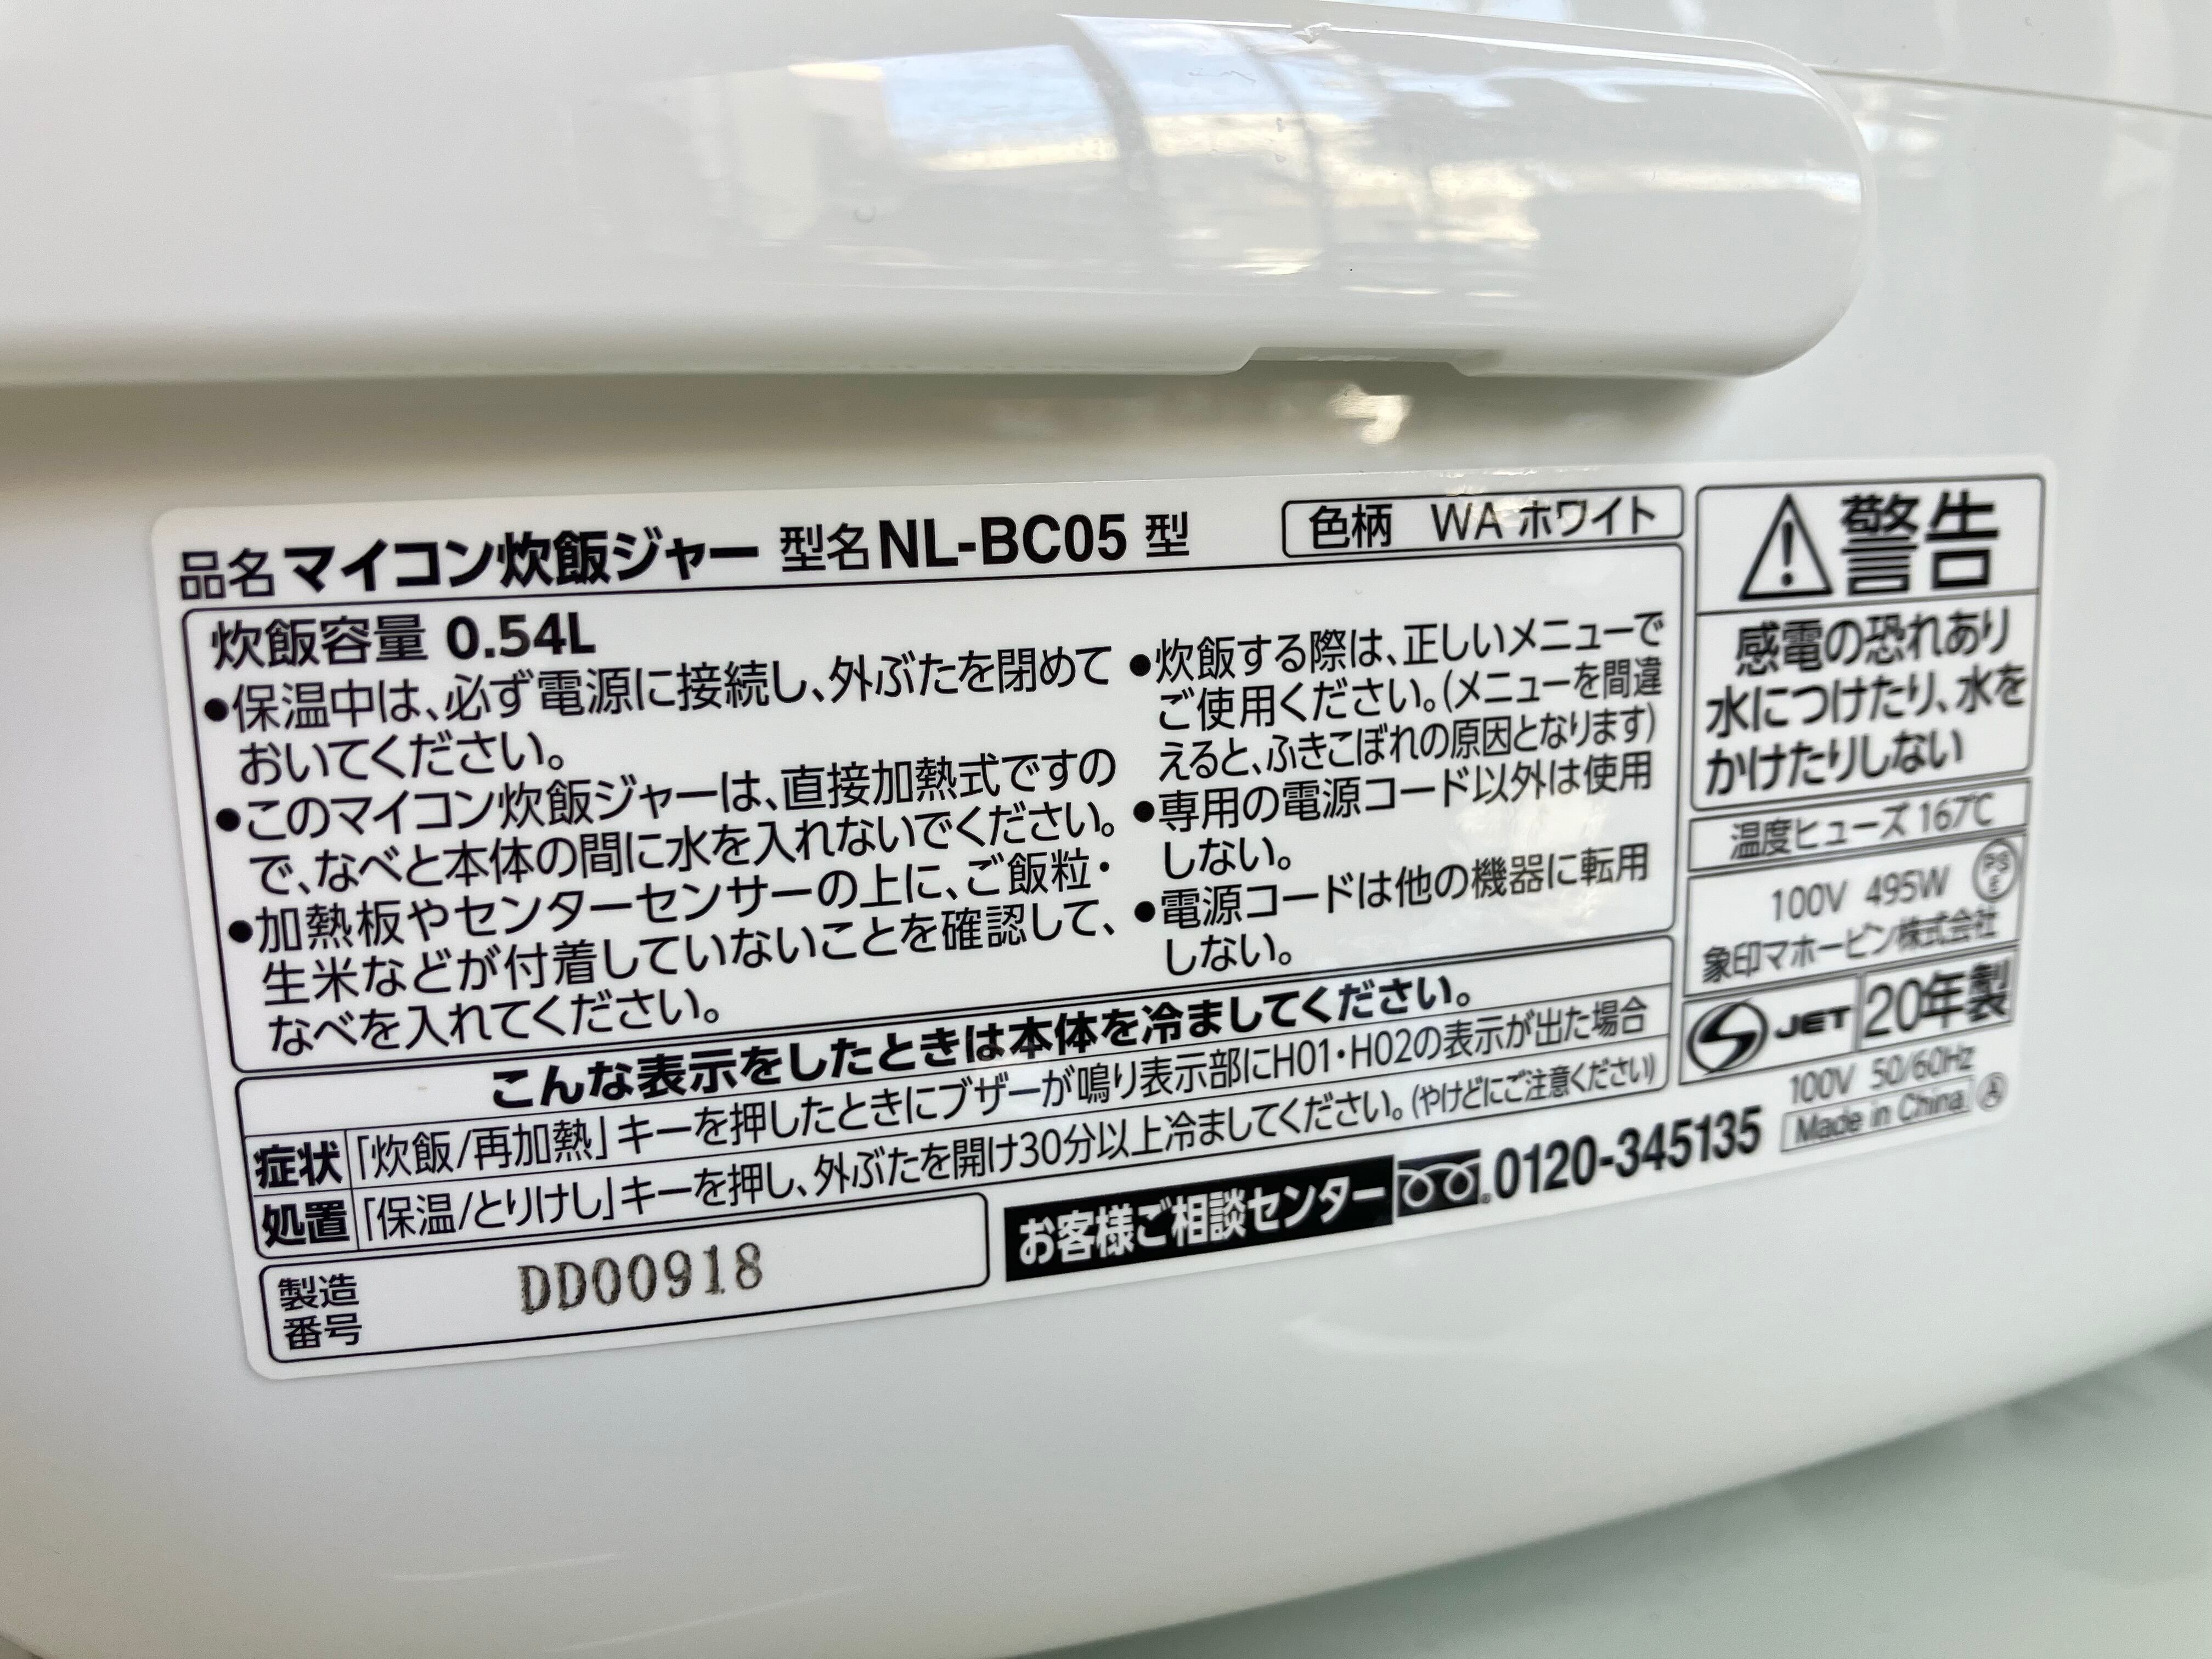 品名 マイコン炊飯ジャー 型名 NL-BC05 型
色柄 WA ホワイト
炊飯容量 0.54L
●保温中は、必ず電源に接続し、外ぶたを閉めて
おいてください。
●このマイコン炊飯ジャーは、直接加熱式ですの
で、なべと本体の間に水を入れないでください。
●加熱板やセンターセンサーの上に、ご飯粒・
生米などが付着していないことを確認して、
なべを入れてください。
●炊飯する際は、正しいメニューで
ご使用ください。(メニューを間違
えると、ふきこぼれの原因となります)
●専用の電源コード以外は使用
しない。
●電源コードは他の機器に転用
しない。
こんな表示をしたときは本体を冷ましてください。
症状 「炊飯/再加熱」キーを押したときにブザーが鳴り表示部にH01・H02の表示が出た場合
処置 「保温/とりけし」キーを押し、外ぶたを開け30分以上冷ましてください。(やけどにご注意ください)
製造
番号
DD00918
お客様ご相談センター 0120-345135
警告
感電の恐れあり
水につけたり、水を
かけたりしない
温度ヒューズ 167℃
100V 495W
PS
E
象印マホービン株式会社
S JET 20年製
100V 50/60Hz
Made in China Ⓐ